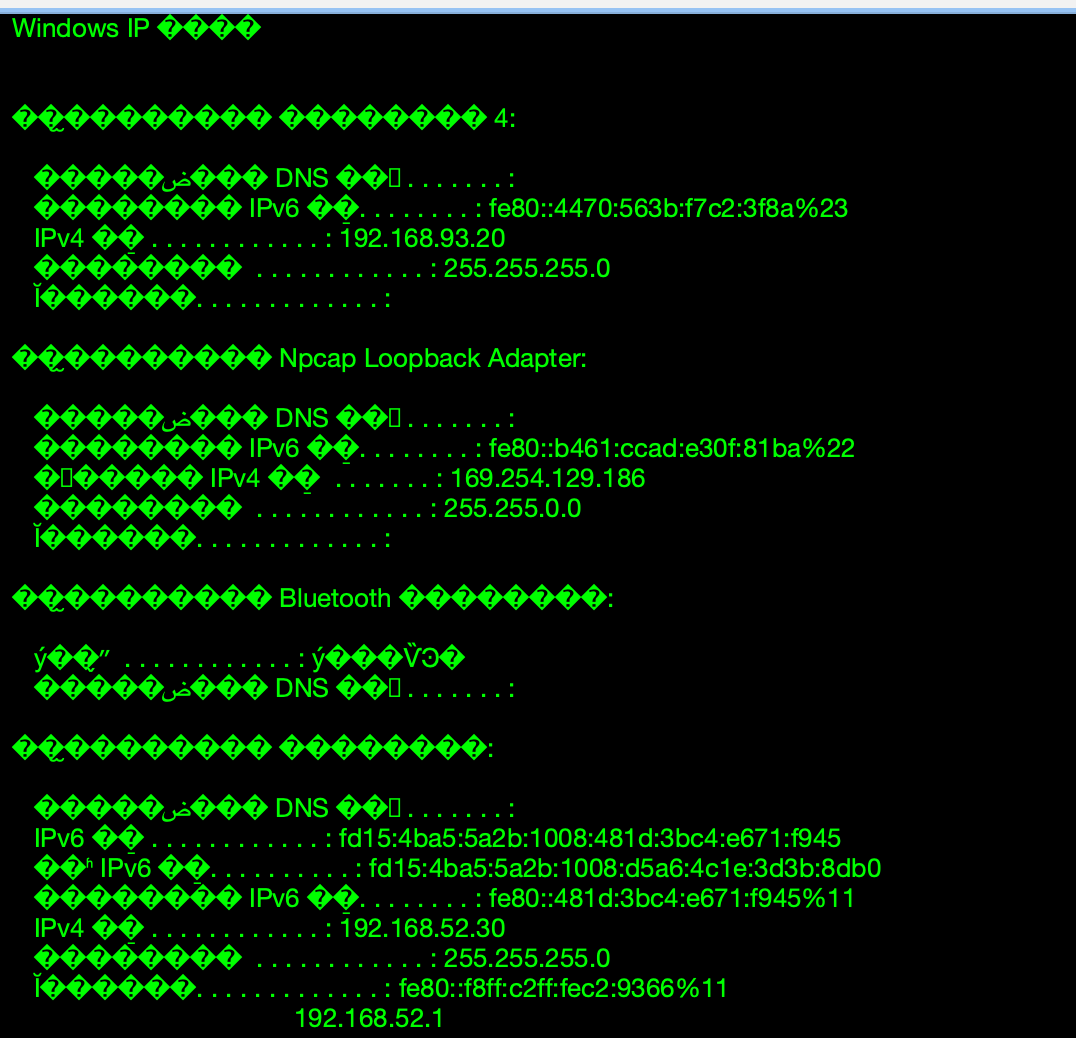 Windows IP ����
��̫���������� �������� 4:
�����ض��� DNS ��׺ . . . . . . . :
�������� IPv6 ��ַ. . . . . . . . : fe80::4470:563b:f7c2:3f8a%23
IPv4 ��ַ . . . . . . . . . . . . : 192.168.93.20
��������  . . . . . . . . . . . . : 255.255.255.0
Ĭ������. . . . . . . . . . . . . :
��̫���������� Npcap Loopback Adapter:
�����ض��� DNS ��׺ . . . . . . . :
�������� IPv6 ��ַ. . . . . . . . : fe80::b461:ccad:e30f:81ba%22
�Զ����� IPv4 ��ַ  . . . . . . . : 169.254.129.186
��������  . . . . . . . . . . . . : 255.255.0.0
Ĭ������. . . . . . . . . . . . . :
��̫���������� Bluetooth ��������:
ý��״̬  . . . . . . . . . . . . : ý���ѶϿ�
�����ض��� DNS ��׺ . . . . . . . :
��̫���������� ��������:
�����ض��� DNS ��׺ . . . . . . . :
IPv6 ��ַ . . . . . . . . . . . . : fd15:4ba5:5a2b:1008:481d:3bc4:e671:f945
��ʱ IPv6 ��ַ. . . . . . . . . . : fd15:4ba5:5a2b:1008:d5a6:4c1e:3d3b:8db0
�������� IPv6 ��ַ. . . . . . . . : fe80::481d:3bc4:e671:f945%11
IPv4 ��ַ . . . . . . . . . . . . : 192.168.52.30
��������  . . . . . . . . . . . . : 255.255.255.0
Ĭ������. . . . . . . . . . . . . : fe80::f8ff:c2ff:fec2:9366%11
192.168.52.1